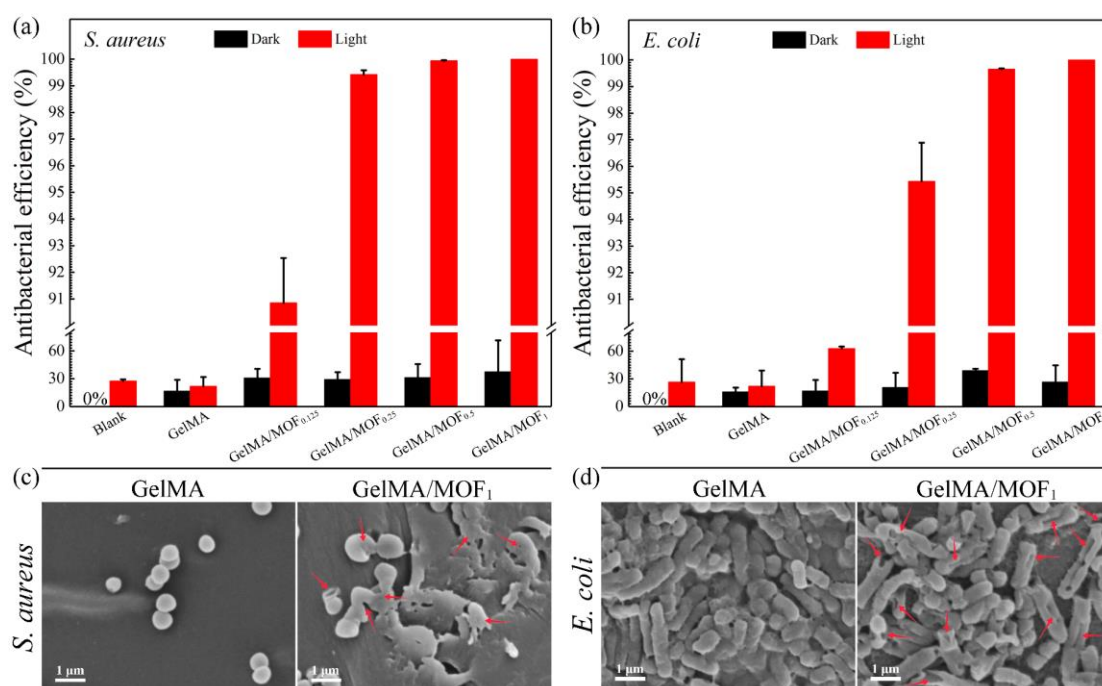 (a)
S. aureus
Dark
Light
Antibacterial efficiency (%)
100
99
98
97
96
95
94
93
92
91
60
30
0
0%
Blank
GelMA
GelMA/MOF₀.₁₂₅
GelMA/MOF₀.₂₅
GelMA/MOF₀.₅
GelMA/MOF₁
(b)
E. coli
Dark
Light
Antibacterial efficiency (%)
100
99
98
97
96
95
94
93
92
91
60
30
0
0%
Blank
GelMA
GelMA/MOF₀.₁₂₅
GelMA/MOF₀.₂₅
GelMA/MOF₀.₅
GelMA/MOF
(c)
GelMA
GelMA/MOF₁
S. aureus
1 μm
1 μm
(d)
GelMA
GelMA/MOF₁
E. coli
1 μm
1 μm